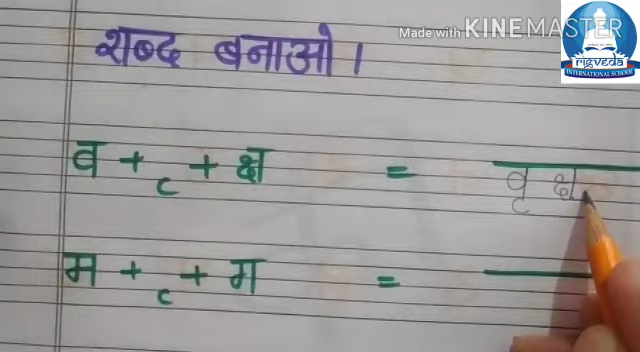 Made with KINEMASTER
rigveda
INTERNATIONAL SCHOOL
शब्द बनाओ।
व + ृ + क्ष = वृक्ष
म + ृ + ग =